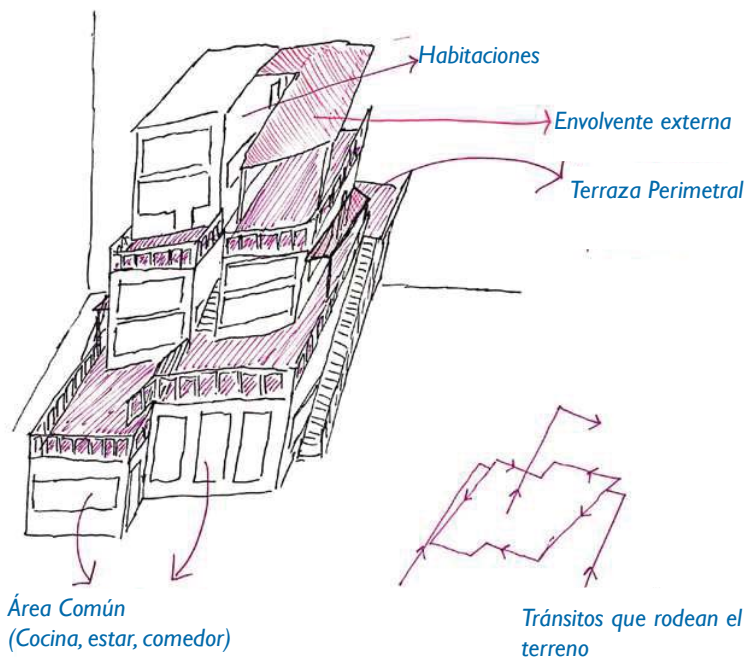 Habitaciones
Envolvente externa
Terraza Perimetral
Área Común
(Cocina, estar, comedor)
Tránsitos que rodean el
terreno